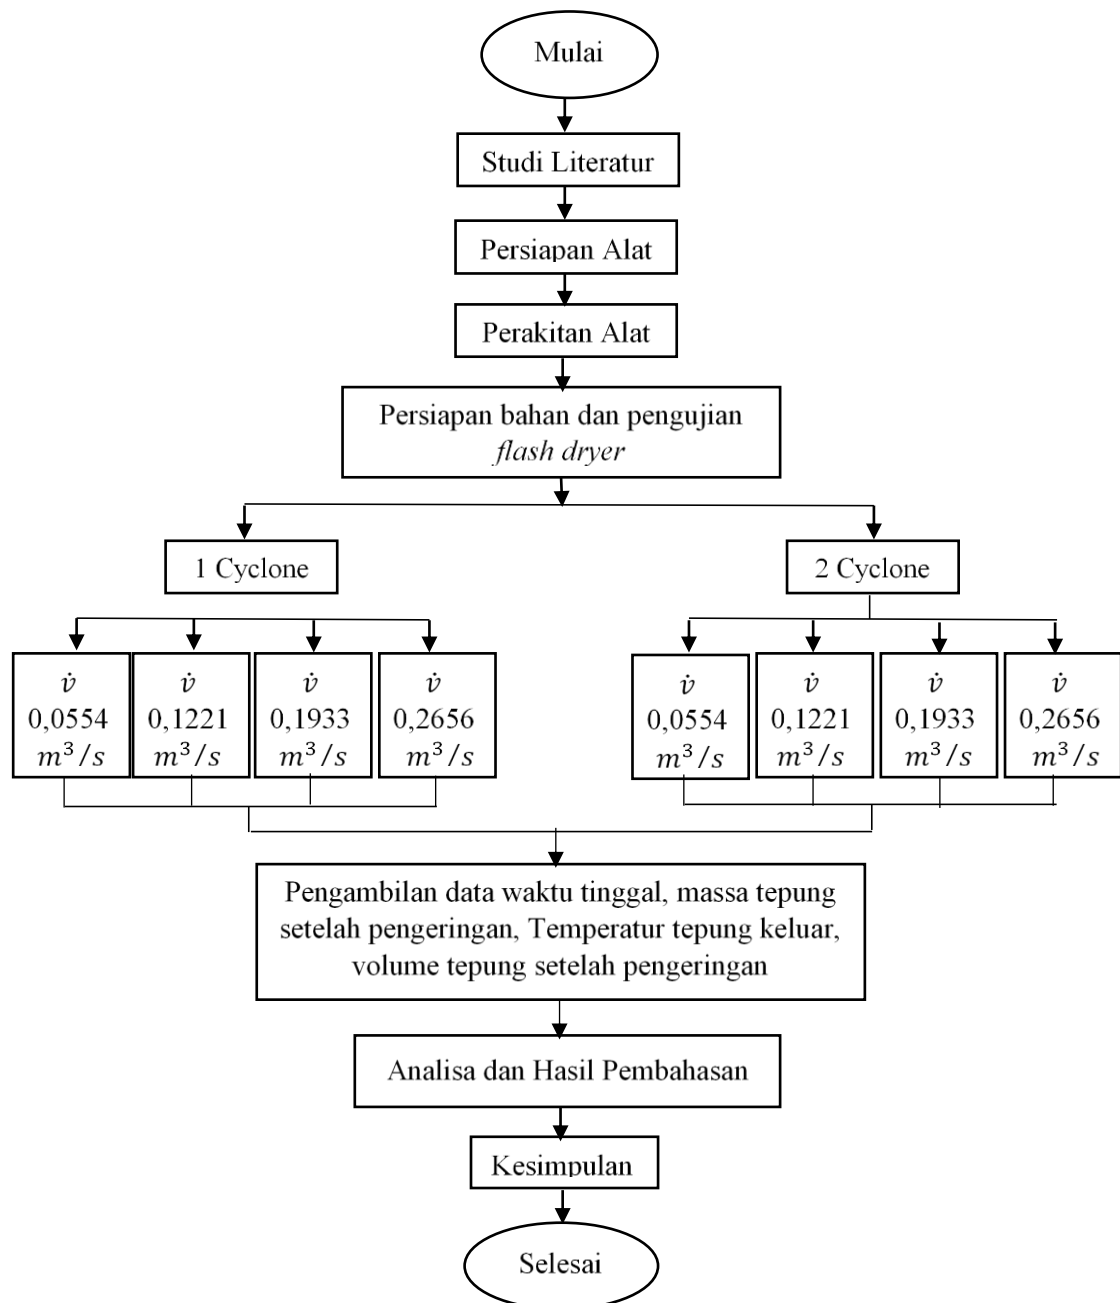 Mulai
Studi Literatur
Persiapan Alat
Perakitan Alat
Persiapan bahan dan pengujian
flash dryer
1 Cyclone
2 Cyclone
v̇
0,0554
m³/s
v̇
0,1221
m³/s
v̇
0,1933
m³/s
v̇
0,2656
m³/s
v̇
0,0554
m³/s
v̇
0,1221
m³/s
v̇
0,1933
m³/s
v̇
0,2656
m³/s
Pengambilan data waktu tinggal, massa tepung
setelah pengeringan, Temperatur tepung keluar,
volume tepung setelah pengeringan
Analisa dan Hasil Pembahasan
Kesimpulan
Selesai